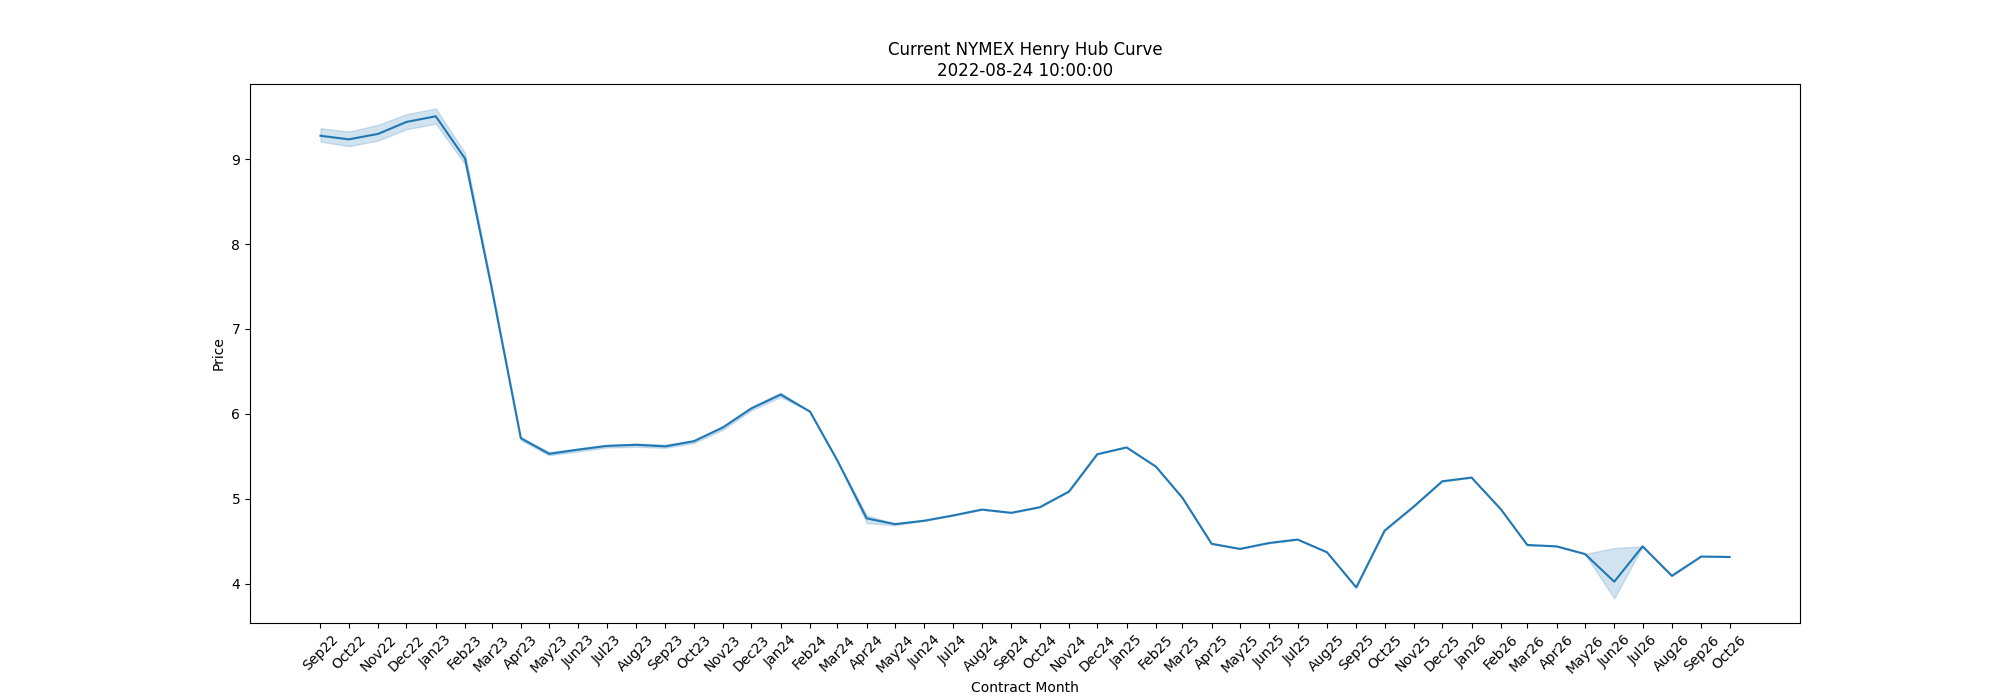 Current NYMEX Henry Hub Curve
2022-08-24 10:00:00
9
8
7
6
5
4
Price
Sep22 Oct22 Nov22 Dec22 Jan23 Feb23 Mar23 Apr23 May23 Jun23 Jul23 Aug23 Sep23 Oct23 Nov23 Dec23 Jan24 Feb24 Mar24 Apr24 May24 Jun24 Jul24 Aug24 Sep24 Oct24 Nov24 Dec24 Jan25 Feb25 Mar25 Apr25 May25 Jun25 Jul25 Aug25 Sep25 Oct25 Nov25 Dec25 Jan26 Feb26 Mar26 Apr26 May26 Jun26 Jul26 Aug26 Sep26 Oct26
Contract Month